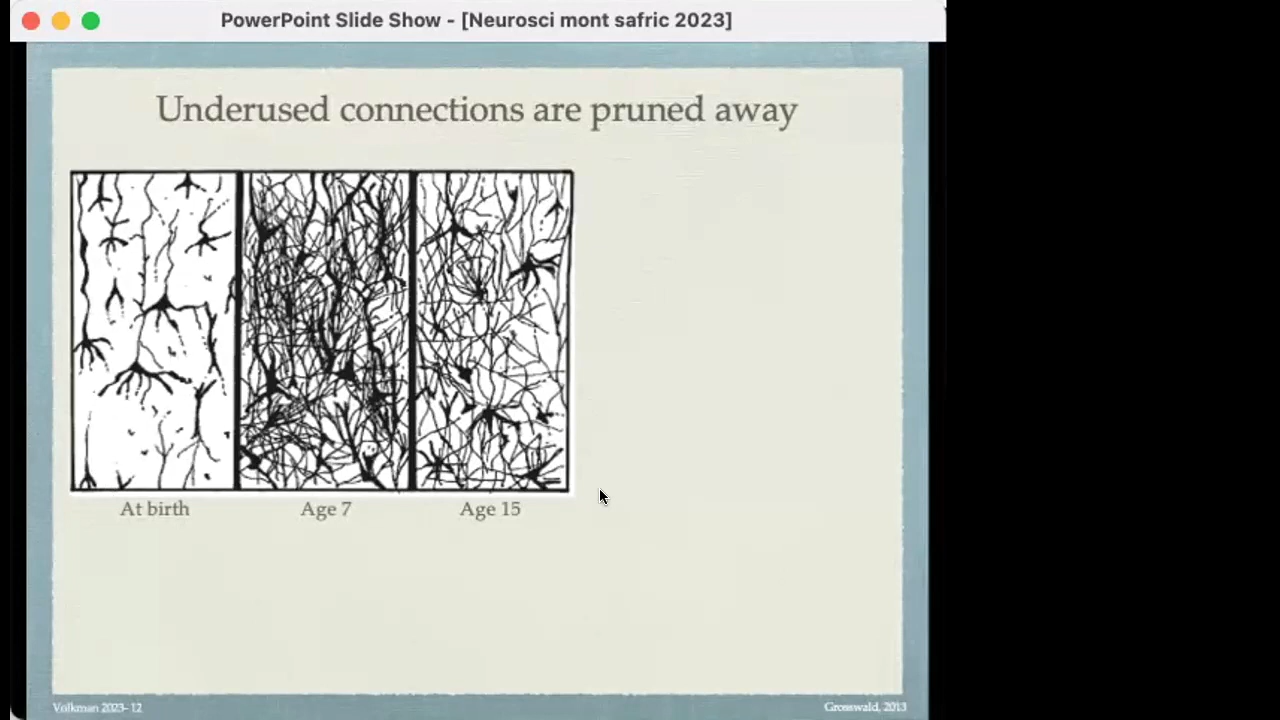 PowerPoint Slide Show - [Neurosci mont safric 2023]
Underused connections are pruned away
At birth
Age 7
Age 15
Volkman 2023- 12
Grosswald, 2013